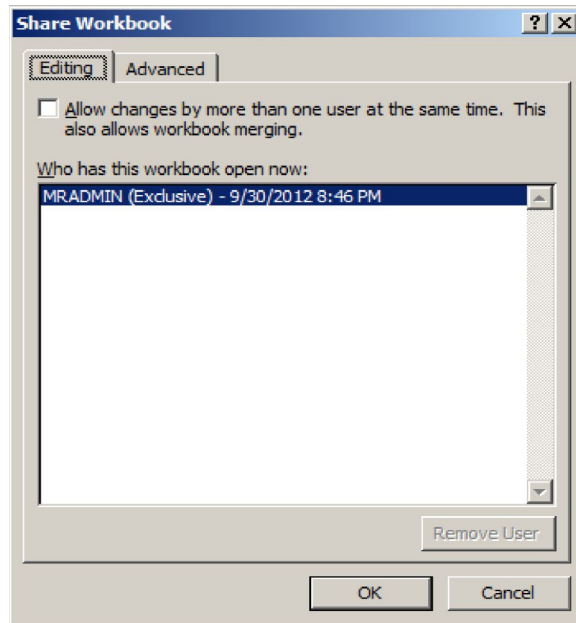 Share Workbook
Editing Advanced
Allow changes by more than one user at the same time. This
also allows workbook merging.
Who has this workbook open now:
MRADMIN (Exclusive) - 9/30/2012 8:46 PM
Remove User
OK Cancel